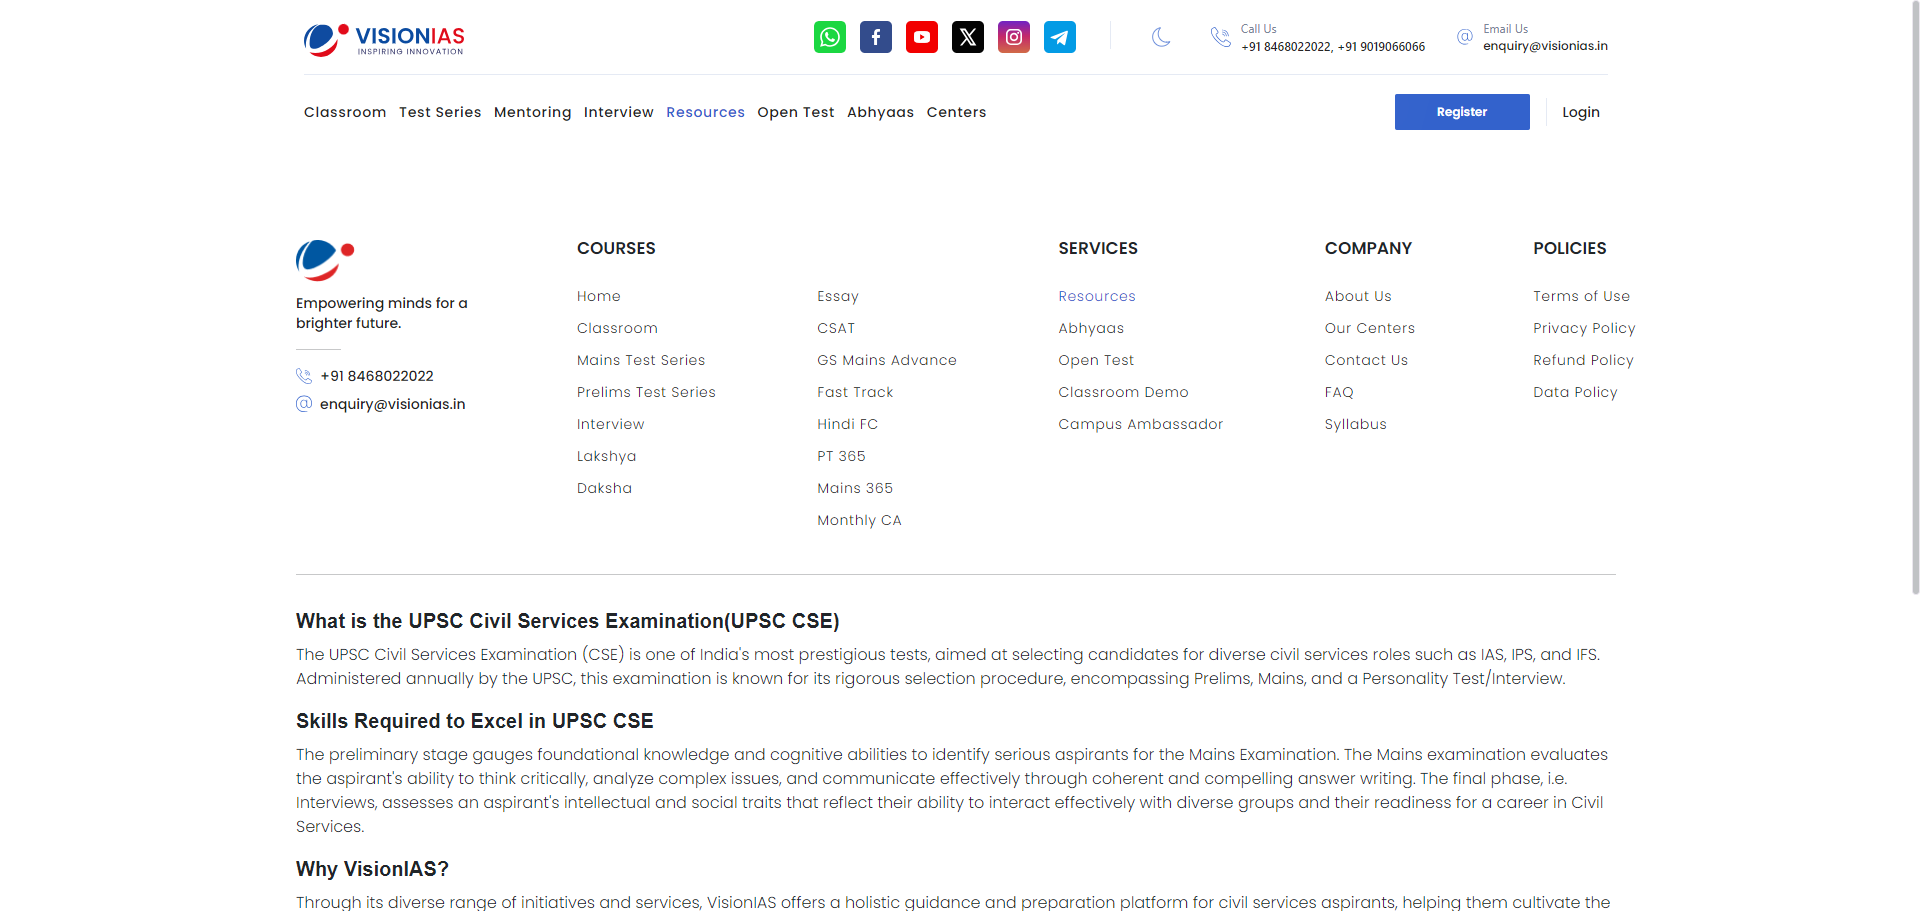 VISIONIAS
INSPIRING INNOVATION
Call Us
+91 8468022022, +91 9019066066
Email Us
enquiry@visionias.in
Classroom Test Series Mentoring Interview Resources Open Test Abhyaas Centers
Register
Login
Empowering minds for a
brighter future.
+91 8468022022
enquiry@visionias.in
COURSES
Home
Classroom
Mains Test Series
Prelims Test Series
Interview
Lakshya
Daksha
Essay
CSAT
GS Mains Advance
Fast Track
Hindi FC
PT 365
Mains 365
Monthly CA
SERVICES
Resources
Abhyaas
Open Test
Classroom Demo
Campus Ambassador
COMPANY
About Us
Our Centers
Contact Us
FAQ
Syllabus
POLICIES
Terms of Use
Privacy Policy
Refund Policy
Data Policy
What is the UPSC Civil Services Examination(UPSC CSE)
The UPSC Civil Services Examination (CSE) is one of India's most prestigious tests, aimed at selecting candidates for diverse civil services roles such as IAS, IPS, and IFS.
Administered annually by the UPSC, this examination is known for its rigorous selection procedure, encompassing Prelims, Mains, and a Personality Test/Interview.
Skills Required to Excel in UPSC CSE
The preliminary stage gauges foundational knowledge and cognitive abilities to identify serious aspirants for the Mains Examination. The Mains examination evaluates
the aspirant's ability to think critically, analyze complex issues, and communicate effectively through coherent and compelling answer writing. The final phase, i.e.
Interviews, assesses an aspirant's intellectual and social traits that reflect their ability to interact effectively with diverse groups and their readiness for a career in Civil
Services.
Why VisionIAS?
Through its diverse range of initiatives and services, VisionIAS offers a holistic guidance and preparation platform for civil services aspirants, helping them cultivate the